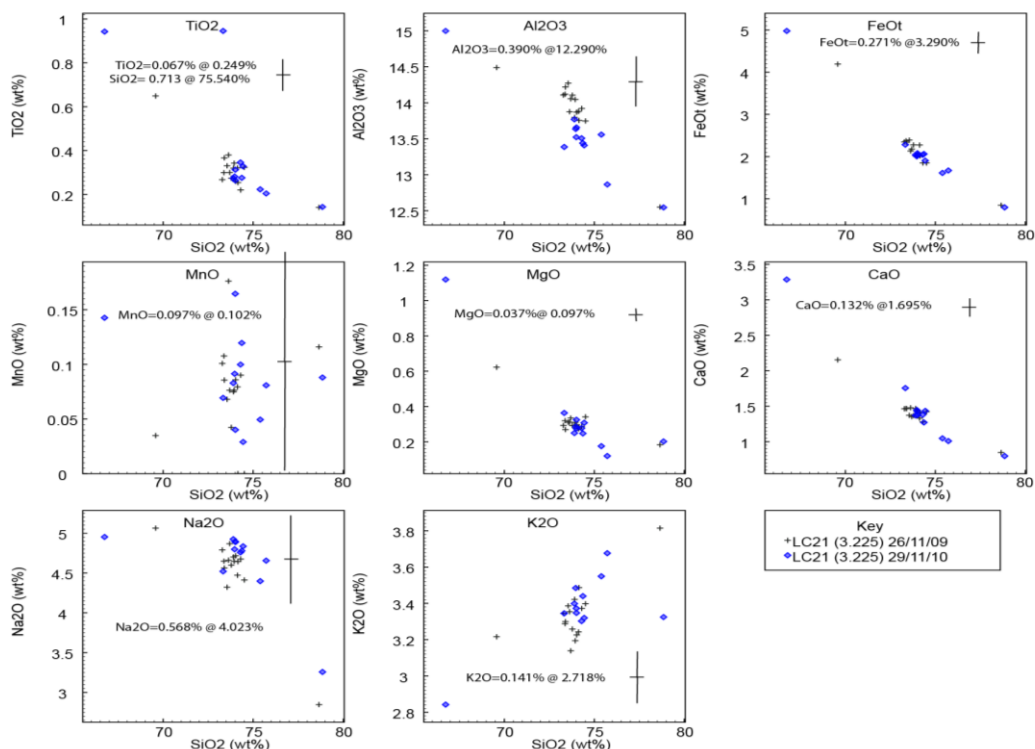 TiO2
TiO2 (wt%)
1
0.8
0.6
0.4
0.2
TiO2=0.067% @ 0.249%
SiO2= 0.713 @ 75.540%
70
75
80
SiO2 (wt%)
Al2O3
Al2O3 (wt%)
15
14.5
14
13.5
13
12.5
Al2O3=0.390% @12.290%
70
75
80
SiO2 (wt%)
FeOt
FeOt (wt%)
5
4
3
2
1
FeOt=0.271% @3.290%
70
75
80
SiO2 (wt%)
MnO
MnO (wt%)
0.15
0.1
0.05
0
MnO=0.097% @ 0.102%
70
75
80
SiO2 (wt%)
MgO
MgO (wt%)
1.2
1
0.8
0.6
0.4
0.2
0
MgO=0.037%@ 0.097%
70
75
80
SiO2 (wt%)
CaO
CaO (wt%)
3.5
3
2.5
2
1.5
1
CaO=0.132% @1.695%
70
75
80
SiO2 (wt%)
Na2O
Na2O (wt%)
5
4.5
4
3.5
3
Na2O=0.568% @ 4.023%
70
75
80
SiO2 (wt%)
K2O
K2O (wt%)
3.8
3.6
3.4
3.2
3
2.8
K2O=0.141% @ 2.718%
70
75
80
SiO2 (wt%)
Key
LC21 (3.225) 26/11/09
LC21 (3.225) 29/11/10